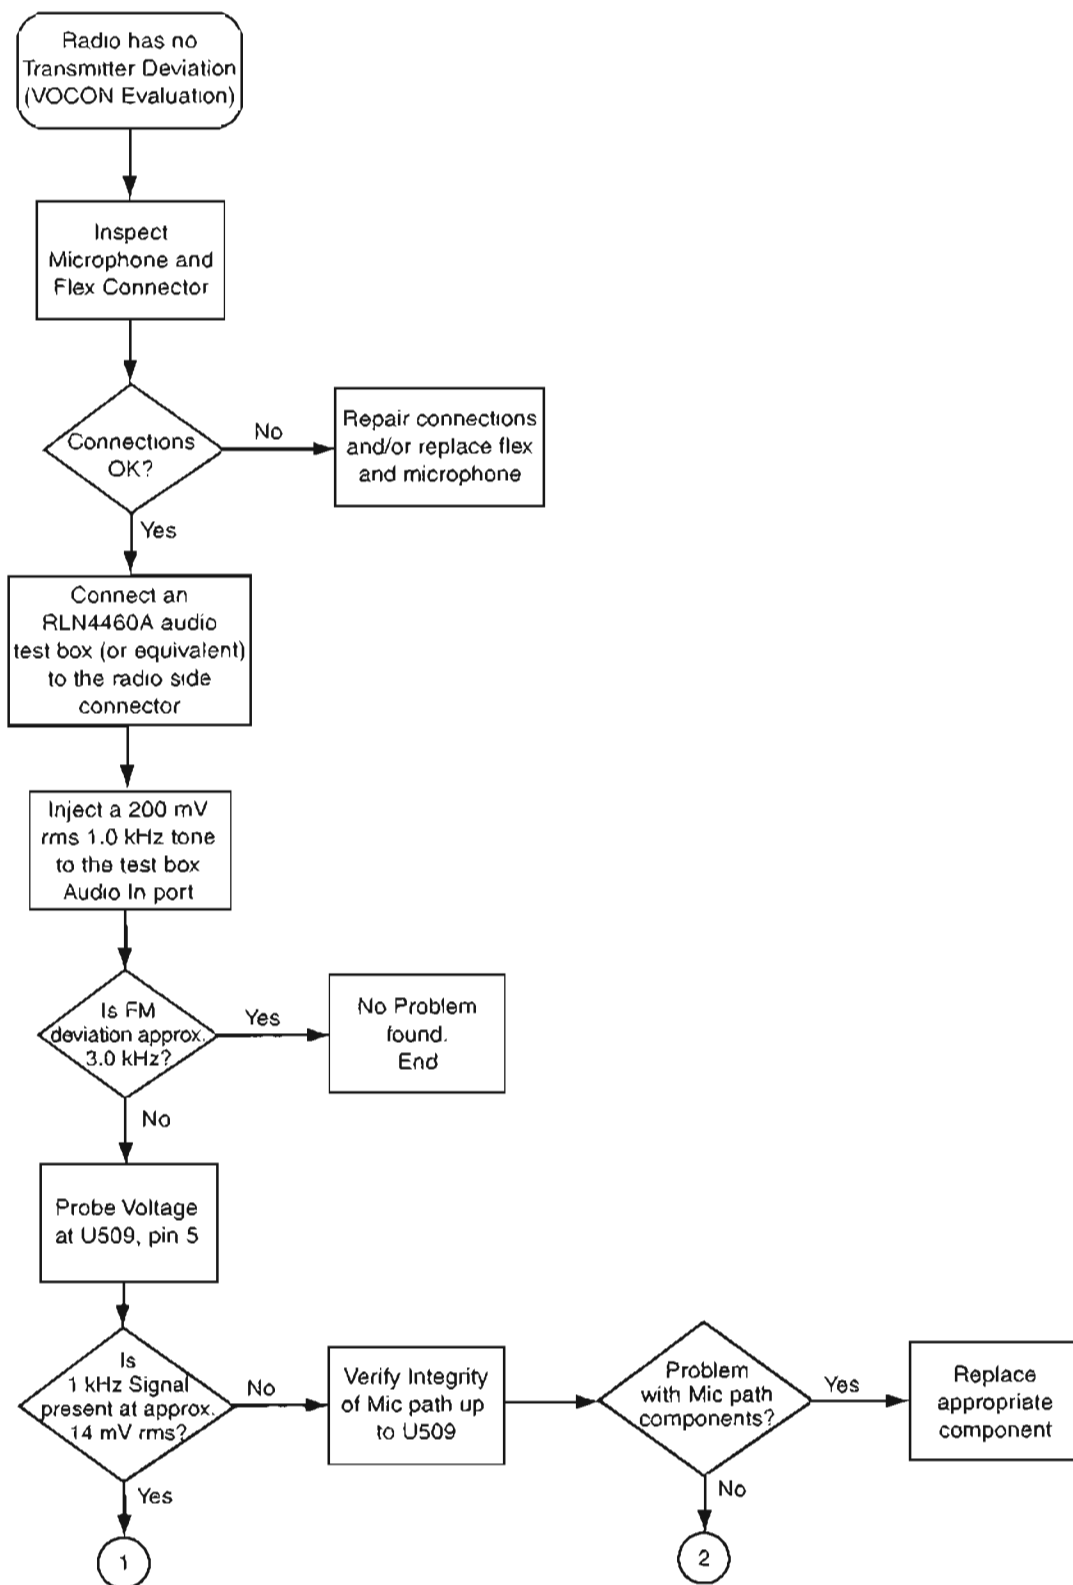 Radio has no
Transmitter Deviation
(VOCON Evaluation)
Inspect
Microphone and
Flex Connector
Connections
OK?
No
Repair connections
and/or replace flex
and microphone
Yes
Connect an
RLN4460A audio
test box (or equivalent)
to the radio side
connector
Inject a 200 mV
rms 1.0 kHz tone
to the test box
Audio In port
Is FM
deviation approx.
3.0 kHz?
Yes
No Problem
found.
End
No
Probe Voltage
at U509, pin 5
Is
1 kHz Signal
present at approx.
14 mV rms?
No
Verify Integrity
of Mic path up
to U509
Problem
with Mic path
components?
Yes
Replace
appropriate
component
Yes
No
1
2